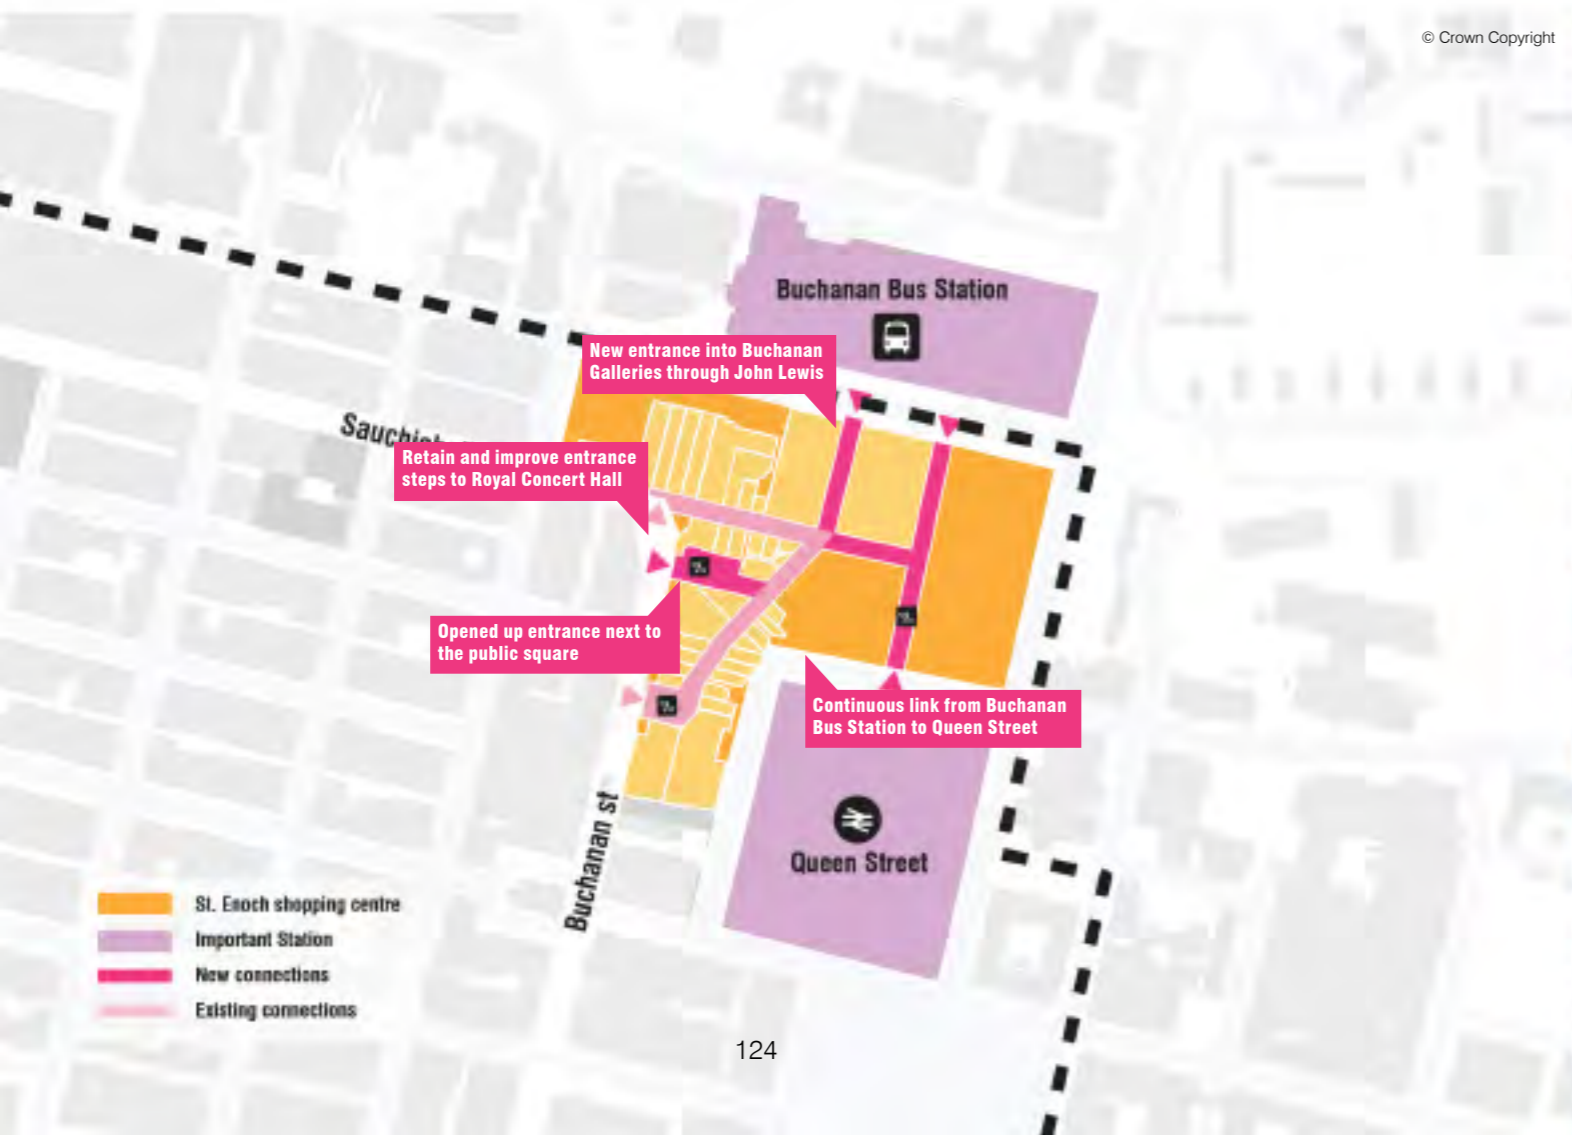 © Crown Copyright
Buchanan Bus Station
New entrance into Buchanan
Galleries through John Lewis
Retain and improve entrance
steps to Royal Concert Hall
Opened up entrance next to
the public square
Continuous link from Buchanan
Bus Station to Queen Street
Queen Street
Buchanan st
St. Enoch shopping centre
Important Station
New connections
Existing connections
124